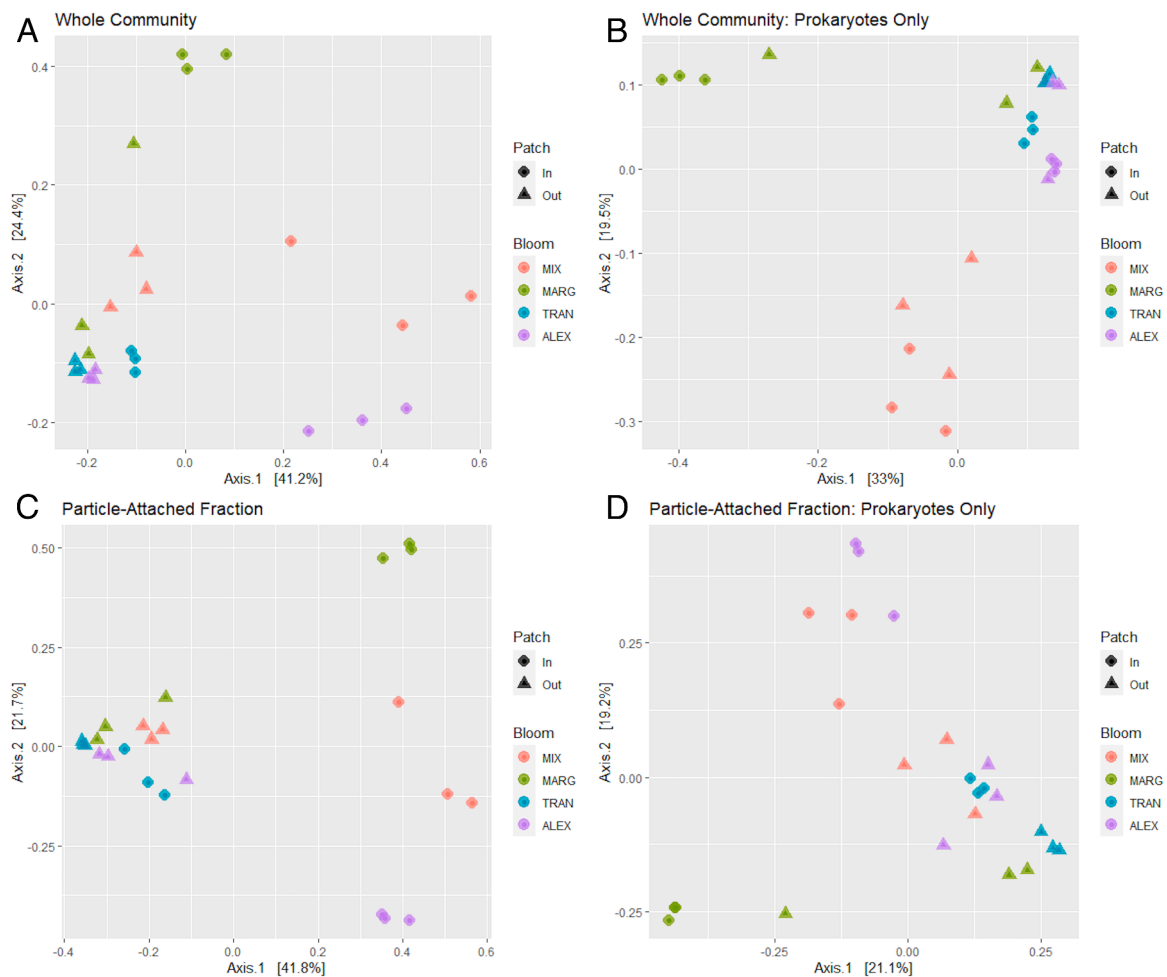 A
Whole Community
0.4
0.2
0.0
-0.2
-0.2
0.0
0.2
0.4
0.6
Axis.2 [24.4%]
Axis.1 [41.2%]
Patch
In
Out
Bloom
MIX
MARG
TRAN
ALEX
B
Whole Community: Prokaryotes Only
0.1
0.0
-0.1
-0.2
-0.3
-0.4
-0.2
0.0
Axis.2 [19.5%]
Axis.1 [33%]
Patch
In
Out
Bloom
MIX
MARG
TRAN
ALEX
C
Particle-Attached Fraction
0.50
0.25
0.00
-0.25
-0.4
-0.2
0.0
0.2
0.4
0.6
Axis.2 [21.7%]
Axis.1 [41.8%]
Patch
In
Out
Bloom
MIX
MARG
TRAN
ALEX
D
Particle-Attached Fraction: Prokaryotes Only
0.25
0.00
-0.25
-0.25
0.00
0.25
Axis.2 [19.2%]
Axis.1 [21.1%]
Patch
In
Out
Bloom
MIX
MARG
TRAN
ALEX